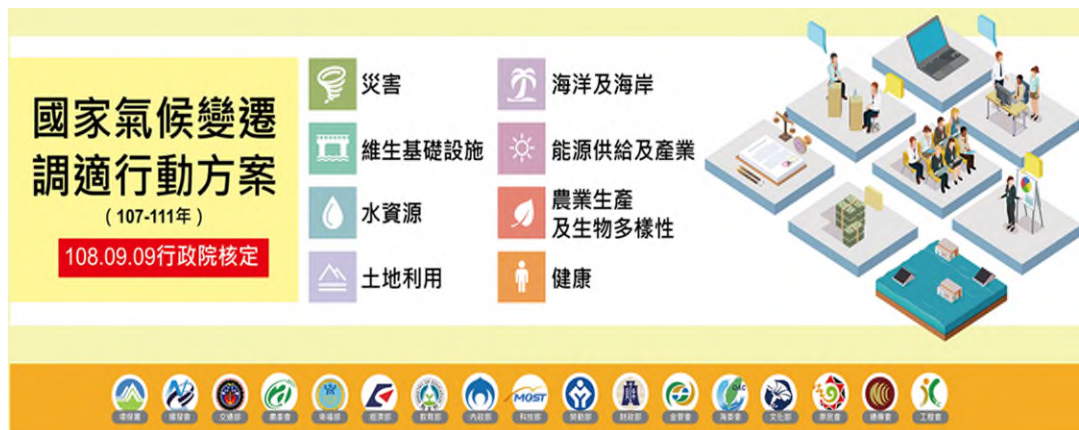 國家氣候變遷
調適行動方案
（107-111年）
108.09.09行政院核定
災害
維生基礎設施
水資源
土地利用
海洋及海岸
能源供給及產業
農業生產
及生物多樣性
健康
環保署
國發會
交通部
農委會
衛福部
經濟部
教育部
內政部
MOST
科技部
勞動部
財政部
金管會
OAC
海委會
文化部
原民會
通傳會
工程會